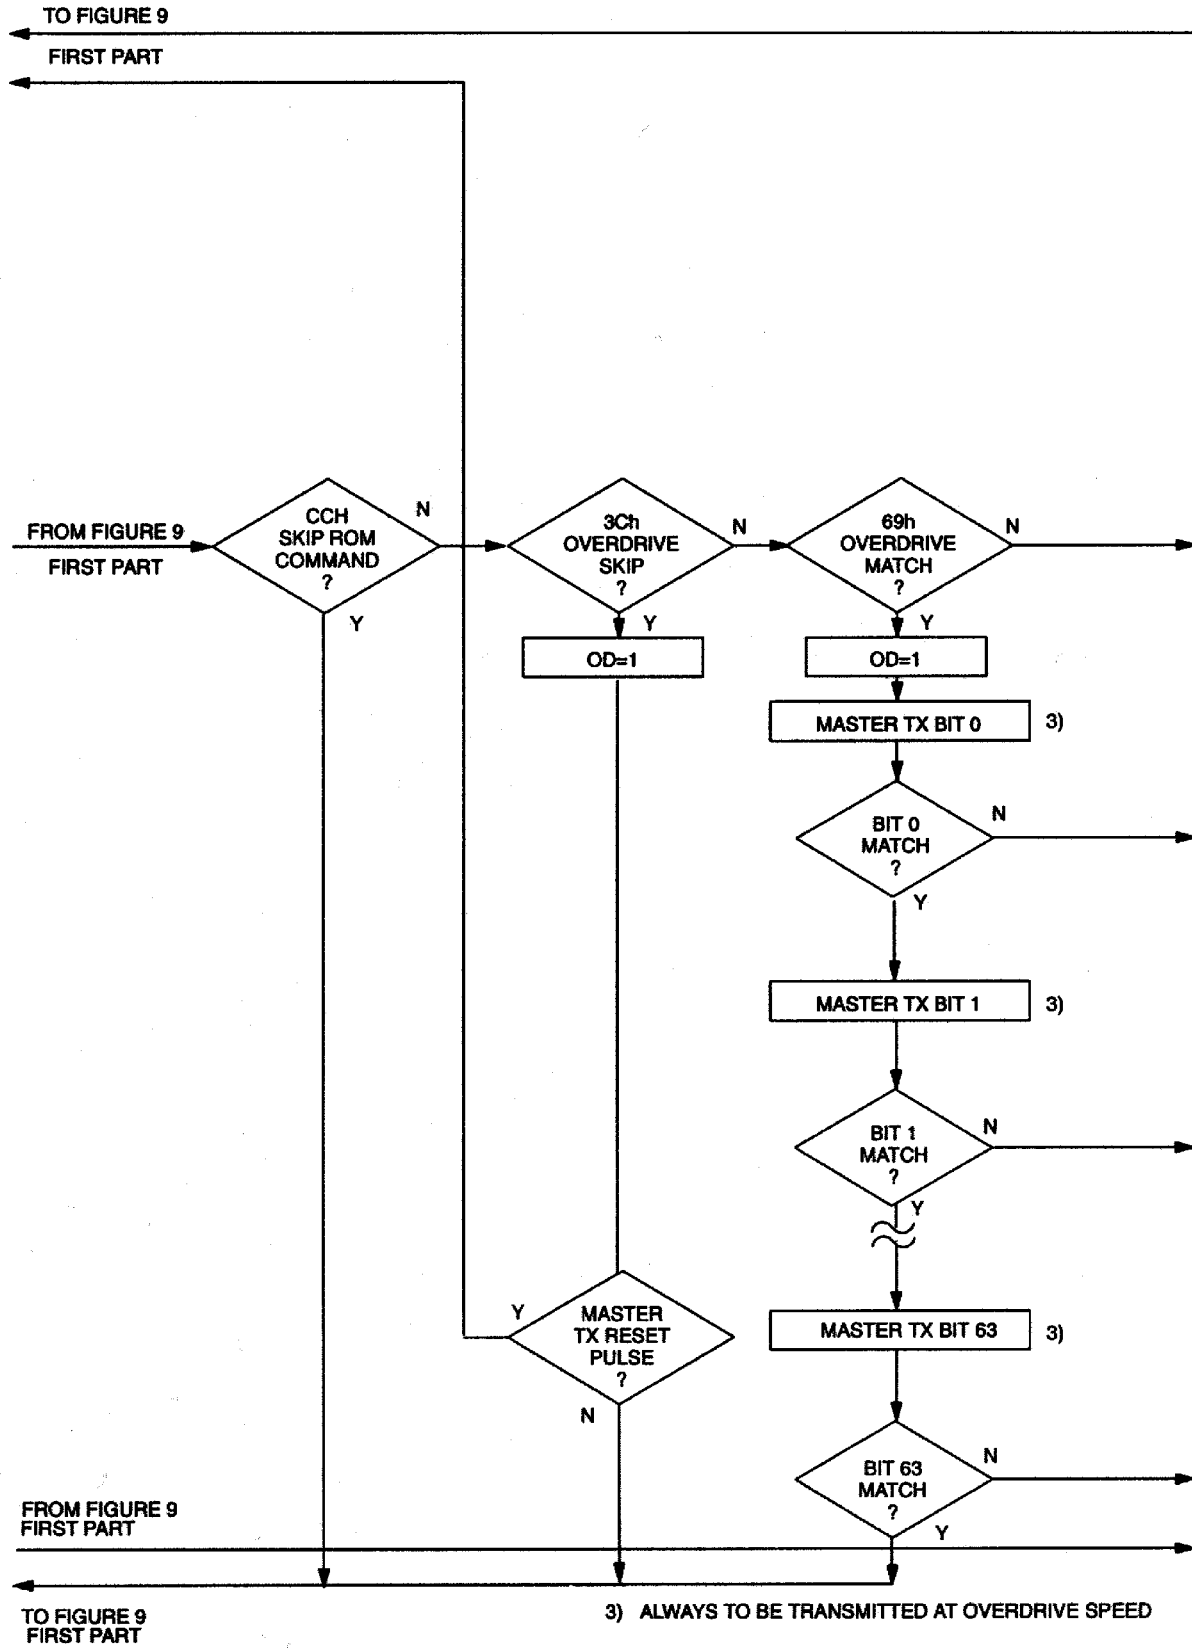 TO FIGURE 9
FIRST PART
CCH
SKIP ROM
COMMAND
?
N
Y
3Ch
OVERDRIVE
SKIP
?
N
Y
69h
OVERDRIVE
MATCH
?
N
Y
FROM FIGURE 9
FIRST PART
OD=1
OD=1
MASTER TX BIT 0
3)
BIT 0
MATCH
?
N
Y
MASTER TX BIT 1
3)
BIT 1
MATCH
?
N
Y
MASTER
TX RESET
PULSE
?
Y
N
MASTER TX BIT 63
3)
BIT 63
MATCH
?
N
Y
FROM FIGURE 9
FIRST PART
TO FIGURE 9
FIRST PART
3) ALWAYS TO BE TRANSMITTED AT OVERDRIVE SPEED